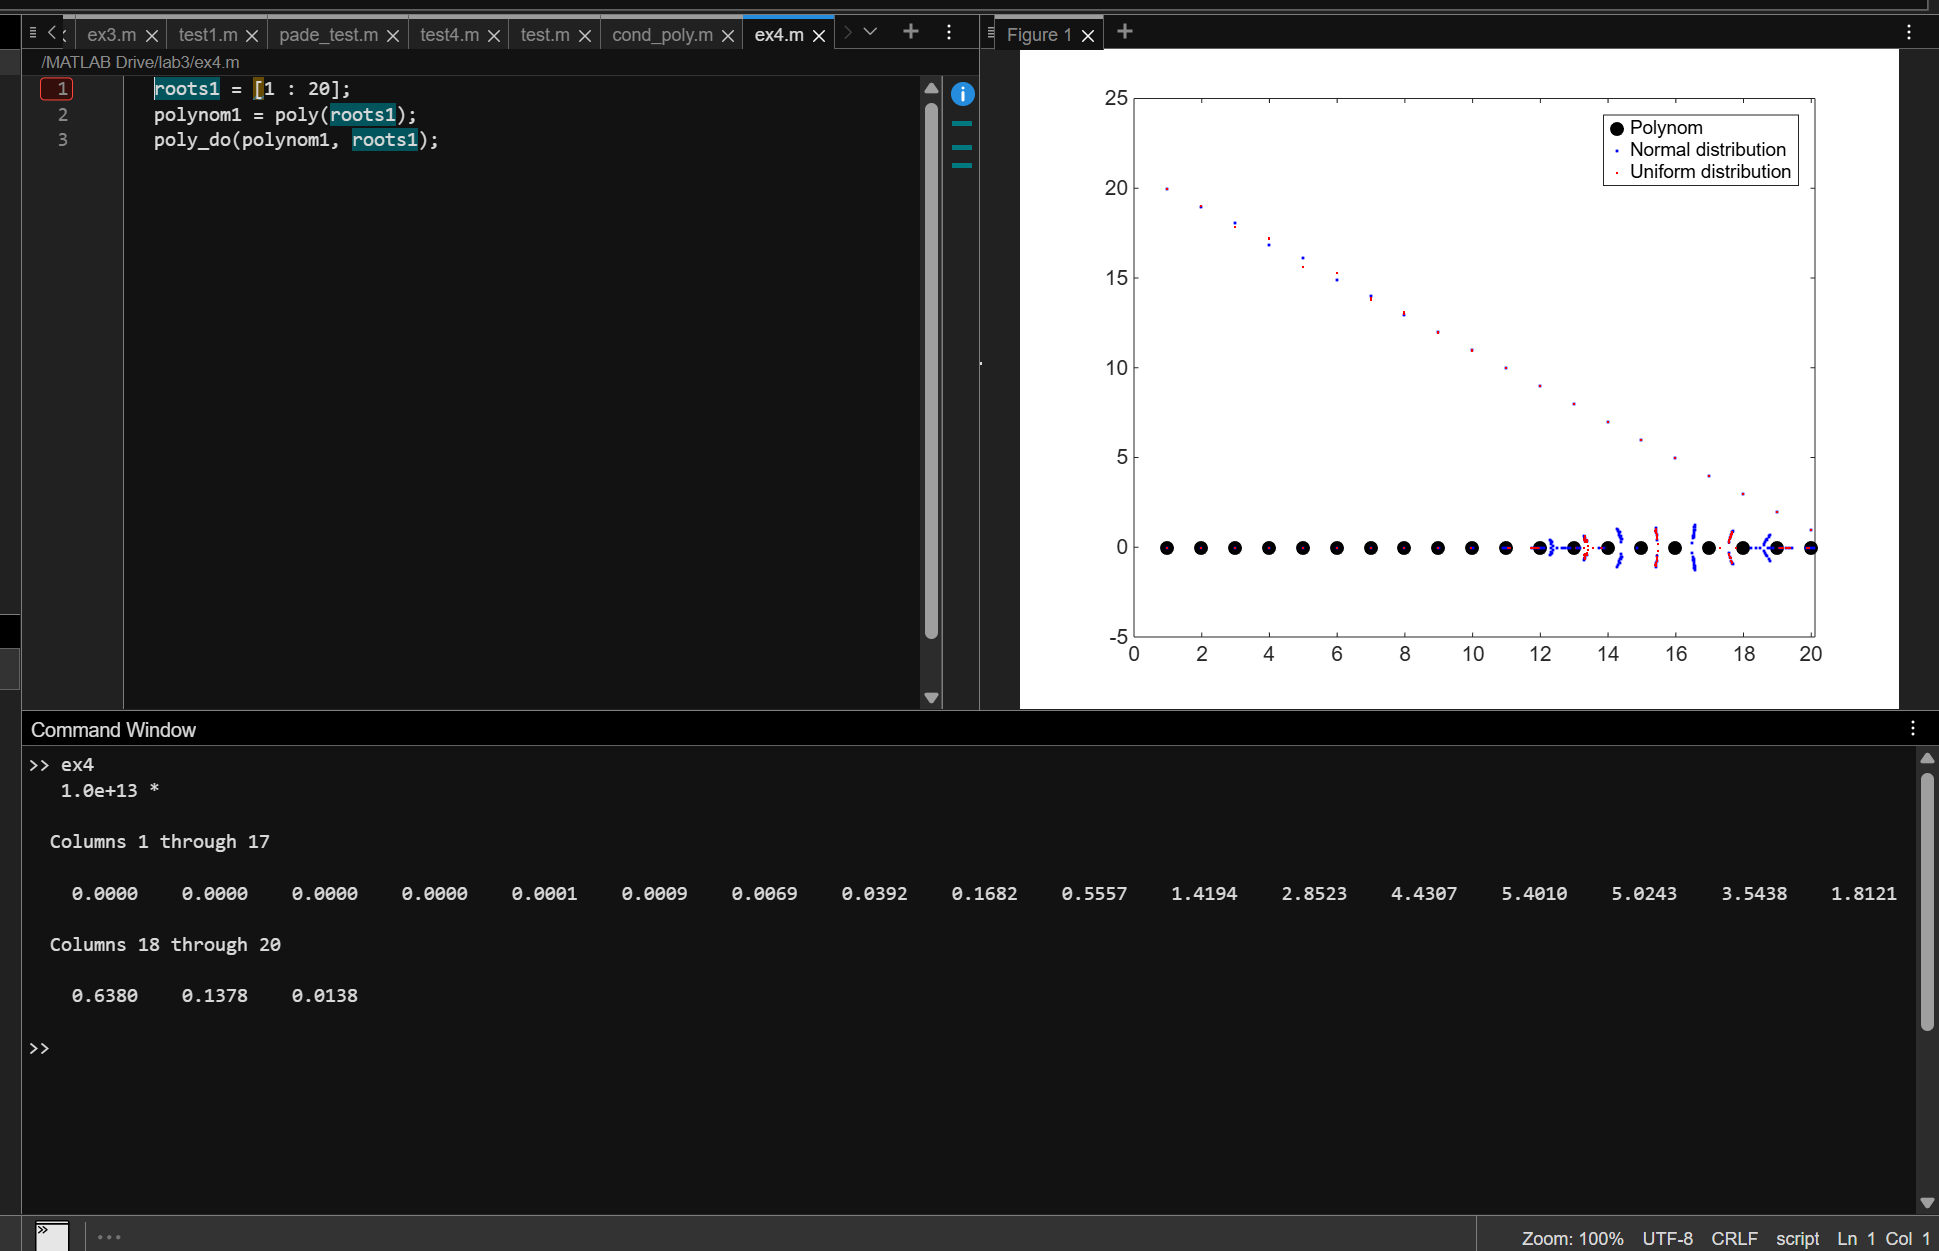 ex3.m test1.m pade_test.m test4.m test.m cond_poly.m ex4.m
/MATLAB Drive/lab3/ex4.m
1 roots1 = [1 : 20];
2 polynom1 = poly(roots1);
3 poly_do(polynom1, roots1);
Figure 1
25
20
15
10
5
0
-5
0 2 4 6 8 10 12 14 16 18 20
Polynom
Normal distribution
Uniform distribution
Command Window
>> ex4
1.0e+13 *
Columns 1 through 17
0.0000 0.0000 0.0000 0.0000 0.0001 0.0009 0.0069 0.0392 0.1682 0.5557 1.4194 2.8523 4.4307 5.4010 5.0243 3.5438 1.8121
Columns 18 through 20
0.6380 0.1378 0.0138
>>
Zoom: 100% UTF-8 CRLF script Ln 1 Col 1